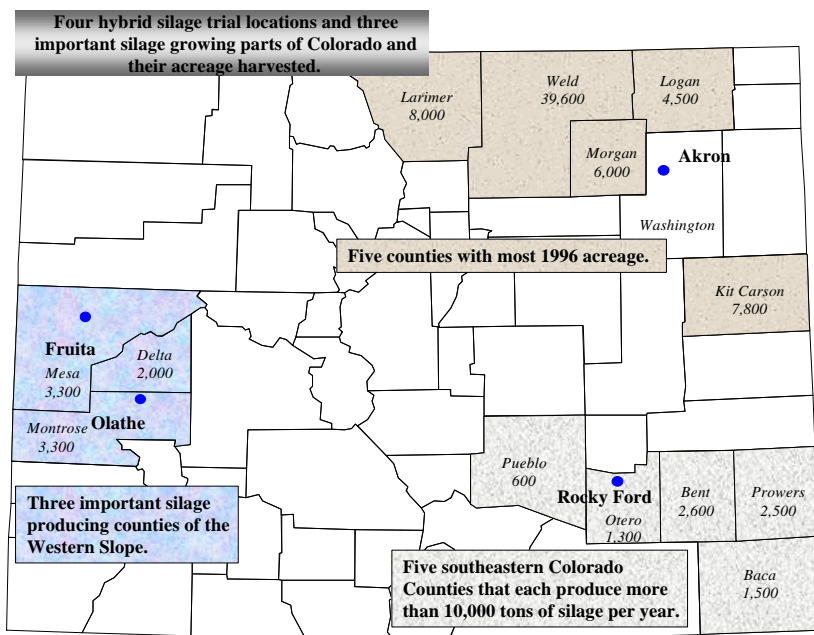 Four hybrid silage trial locations and three
important silage growing parts of Colorado and
their acreage harvested.
Larimer
8,000
Weld
39,600
Logan
4,500
Morgan
6,000
Akron
Washington
Five counties with most 1996 acreage.
Kit Carson
7,800
Fruita
Mesa
3,300
Delta
2,000
Olathe
Montrose
3,300
Pueblo
600
Rocky Ford
Otero
1,300
Bent
2,600
Prowers
2,500
Baca
1,500
Three important silage
producing counties of the
Western Slope.
Five southeastern Colorado
Counties that each produce more
than 10,000 tons of silage per year.